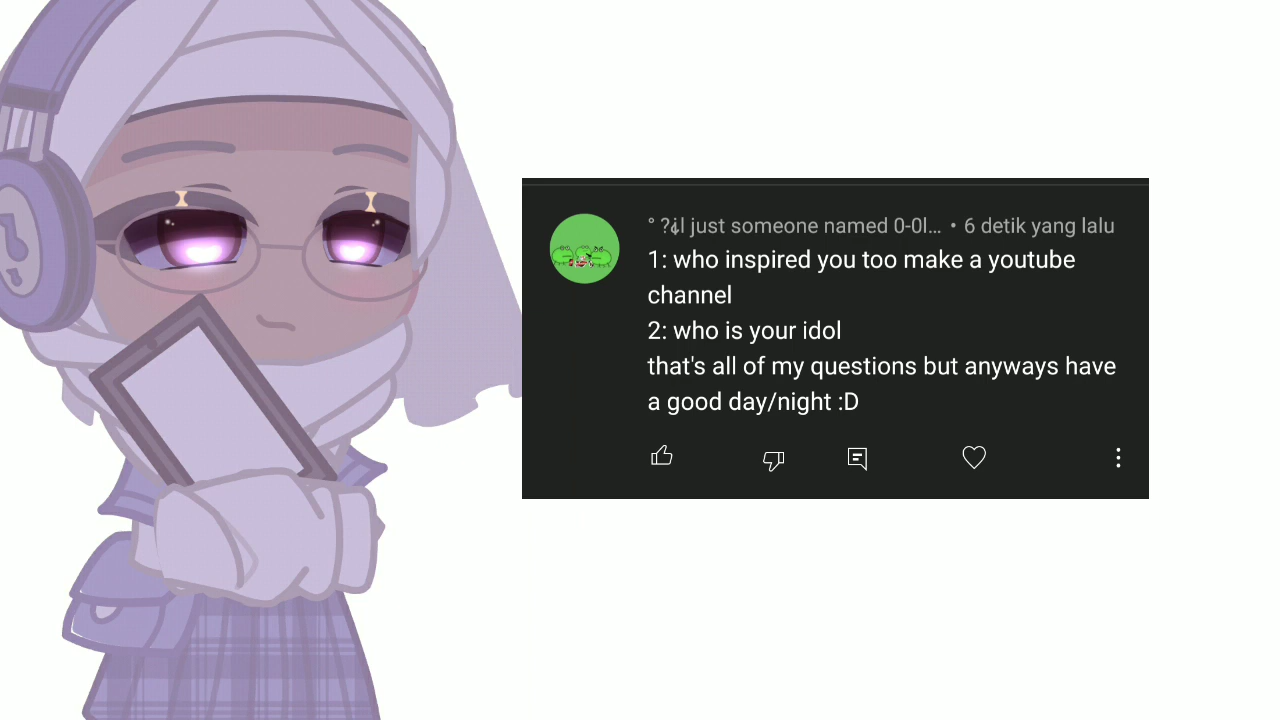 just someone named 0-0l... • 6 detik yang lalu
1: who inspired you too make a youtube
channel
2: who is your idol
that's all of my questions but anyways have
a good day/night :D